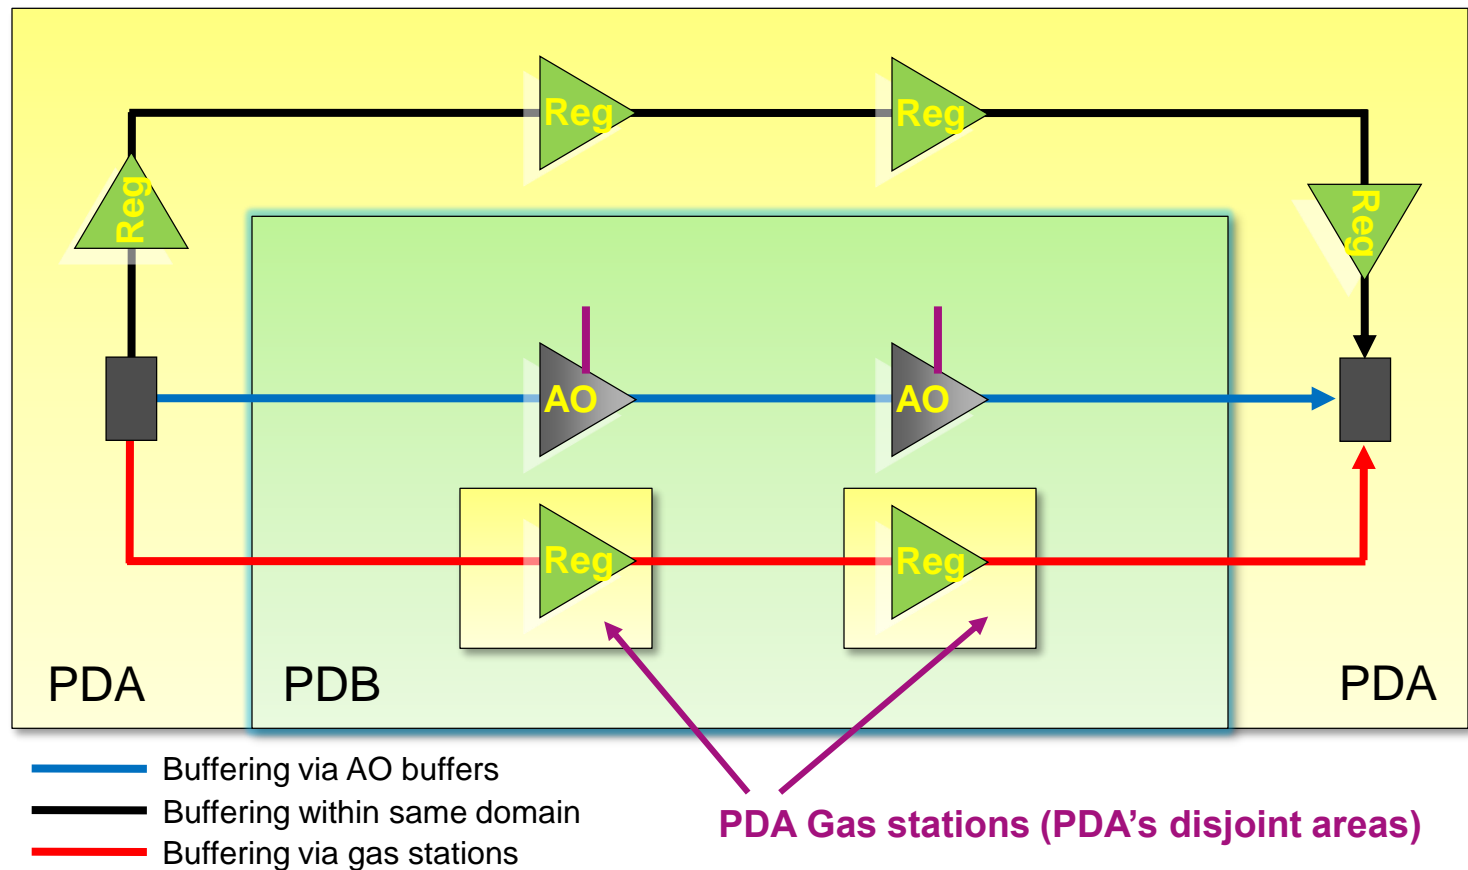 Reg
Reg
Reg
Reg
AO
AO
Reg
Reg
PDA
PDB
PDA
Buffering via AO buffers
Buffering within same domain
Buffering via gas stations
PDA Gas stations (PDA's disjoint areas)